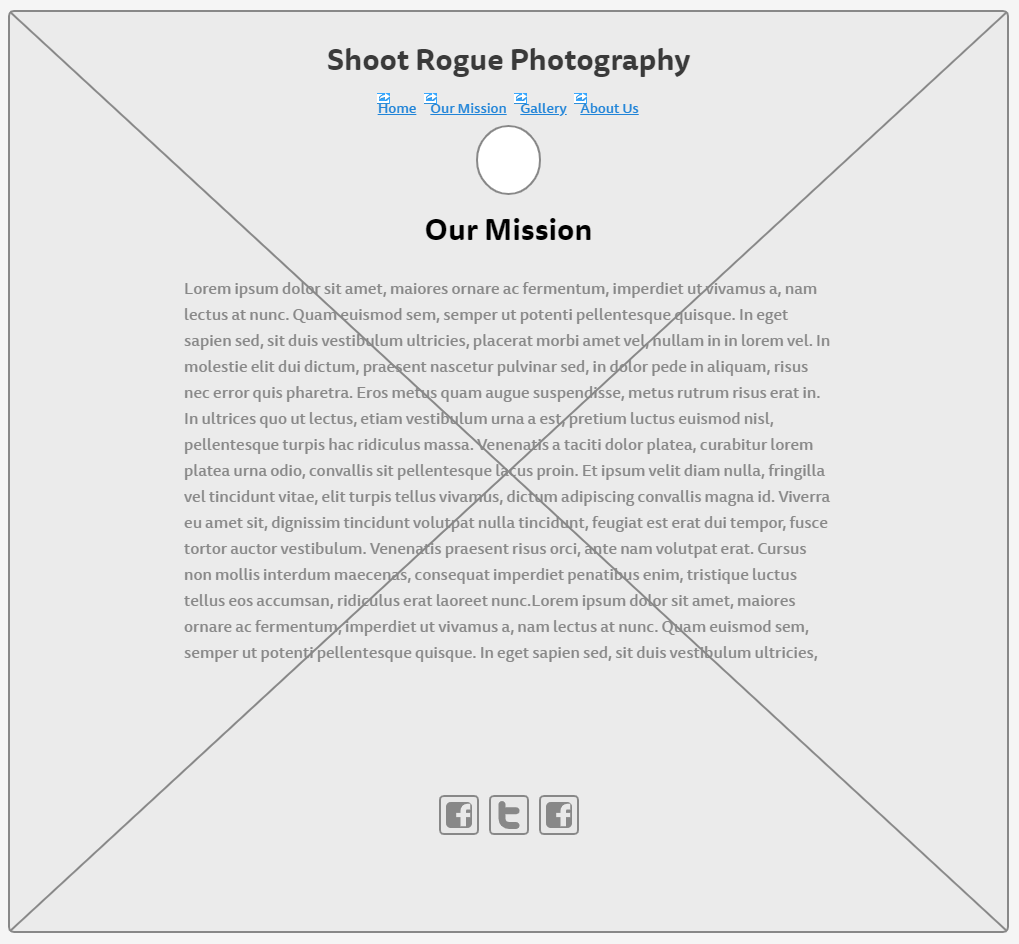 Shoot Rogue Photography
Home Our Mission Gallery About Us
Our Mission
Lorem ipsum dolor sit amet, maiores ornare ac fermentum, imperdiet ut vivamus a, nam
lectus at nunc. Quam euismod sem, semper ut potenti pellentesque quisque. In eget
sapien sed, sit duis vestibulum ultricies, placerat morbi amet vel, nullam in in lorem vel. In
molestie elit dui dictum, praesent nascetur pulvinar sed, in dolor pede in aliquam, risus
nec error quis pharetra. Eros metus quam augue suspendisse, metus rutrum risus erat in.
In ultrices quo ut lectus, etiam vestibulum urna a est, pretium luctus euismod nisl,
pellentesque turpis hac ridiculus massa. Venenatis a taciti dolor platea, curabitur lorem
platea urna odio, convallis sit pellentesque lacus proin. Et ipsum velit diam nulla, fringilla
vel tincidunt vitae, elit turpis tellus vivamus, dictum adipiscing convallis magna id. Viverra
eu amet sit, dignissim tincidunt volutpat nulla tincidunt, feugiat est erat dui tempor, fusce
tortor auctor vestibulum. Venenatis praesent risus orci, ante nam volutpat erat. Cursus
non mollis interdum maecenas, consequat imperdiet penatibus enim, tristique luctus
tellus eos accumsan, ridiculus erat laoreet nunc.Lorem ipsum dolor sit amet, maiores
ornare ac fermentum, imperdiet ut vivamus a, nam lectus at nunc. Quam euismod sem,
semper ut potenti pellentesque quisque. In eget sapien sed, sit duis vestibulum ultricies,